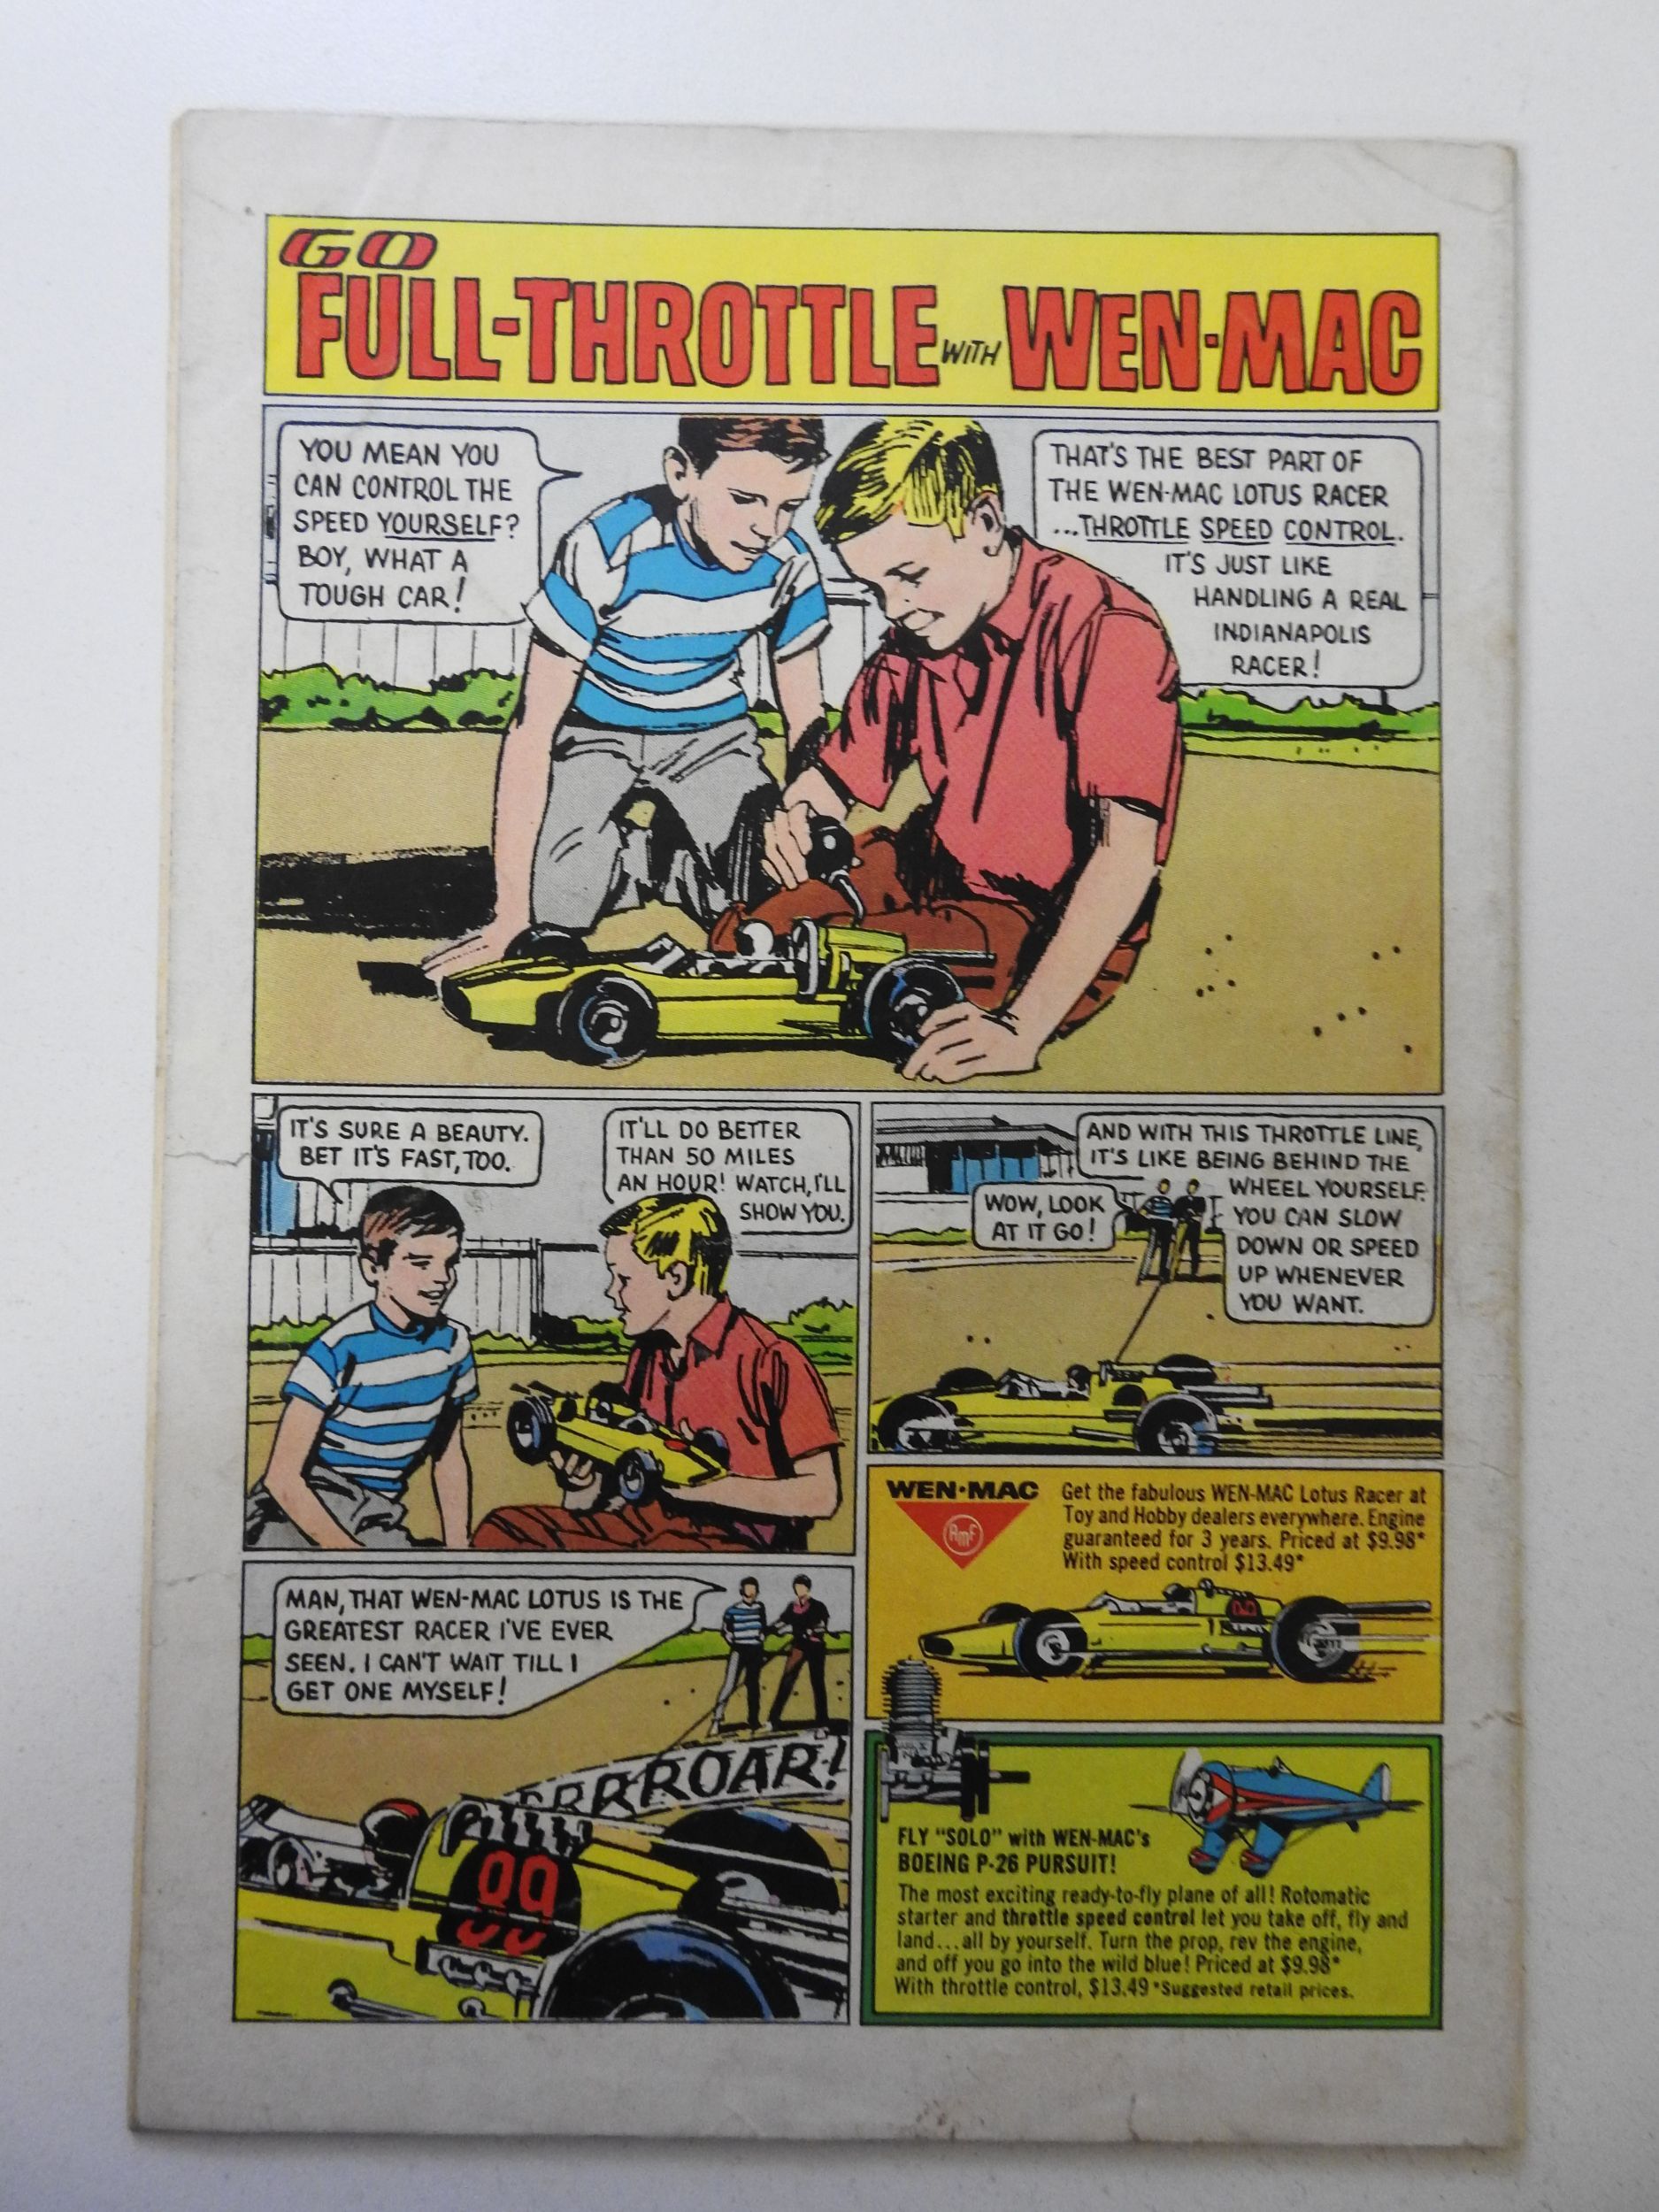 GO
FULL-THROTTLE WITH WEN-MAC
YOU MEAN YOU
CAN CONTROL THE
SPEED YOURSELF?
BOY, WHAT A
TOUGH CAR!
THAT'S THE BEST PART OF
THE WEN-MAC LOTUS RACER
...THROTTLE SPEED CONTROL.
IT'S JUST LIKE
HANDLING A REAL
INDIANAPOLIS
RACER!
IT'S SURE A BEAUTY.
BET IT'S FAST, TOO.
IT'LL DO BETTER
THAN 50 MILES
AN HOUR! WATCH, I'LL
SHOW YOU.
WOW, LOOK
AT IT GO!
AND WITH THIS THROTTLE LINE,
IT'S LIKE BEING BEHIND THE
WHEEL YOURSELF.
YOU CAN SLOW
DOWN OR SPEED
UP WHENEVER
YOU WANT.
MAN, THAT WEN-MAC LOTUS IS THE
GREATEST RACER I'VE EVER
SEEN. I CAN'T WAIT TILL I
GET ONE MYSELF!
RRRROAR!
99
WEN·MAC
AMF
Get the fabulous WEN-MAC Lotus Racer at
Toy and Hobby dealers everywhere. Engine
guaranteed for 3 years. Priced at $9.98*
With speed control $13.49*
FLY "SOLO" with WEN-MAC's
BOEING P-26 PURSUIT!
The most exciting ready-to-fly plane of all! Rotomatic
starter and throttle speed control let you take off, fly and
land...all by yourself. Turn the prop, rev the engine,
and off you go into the wild blue! Priced at $9.98*
With throttle control, $13.49 *Suggested retail prices.